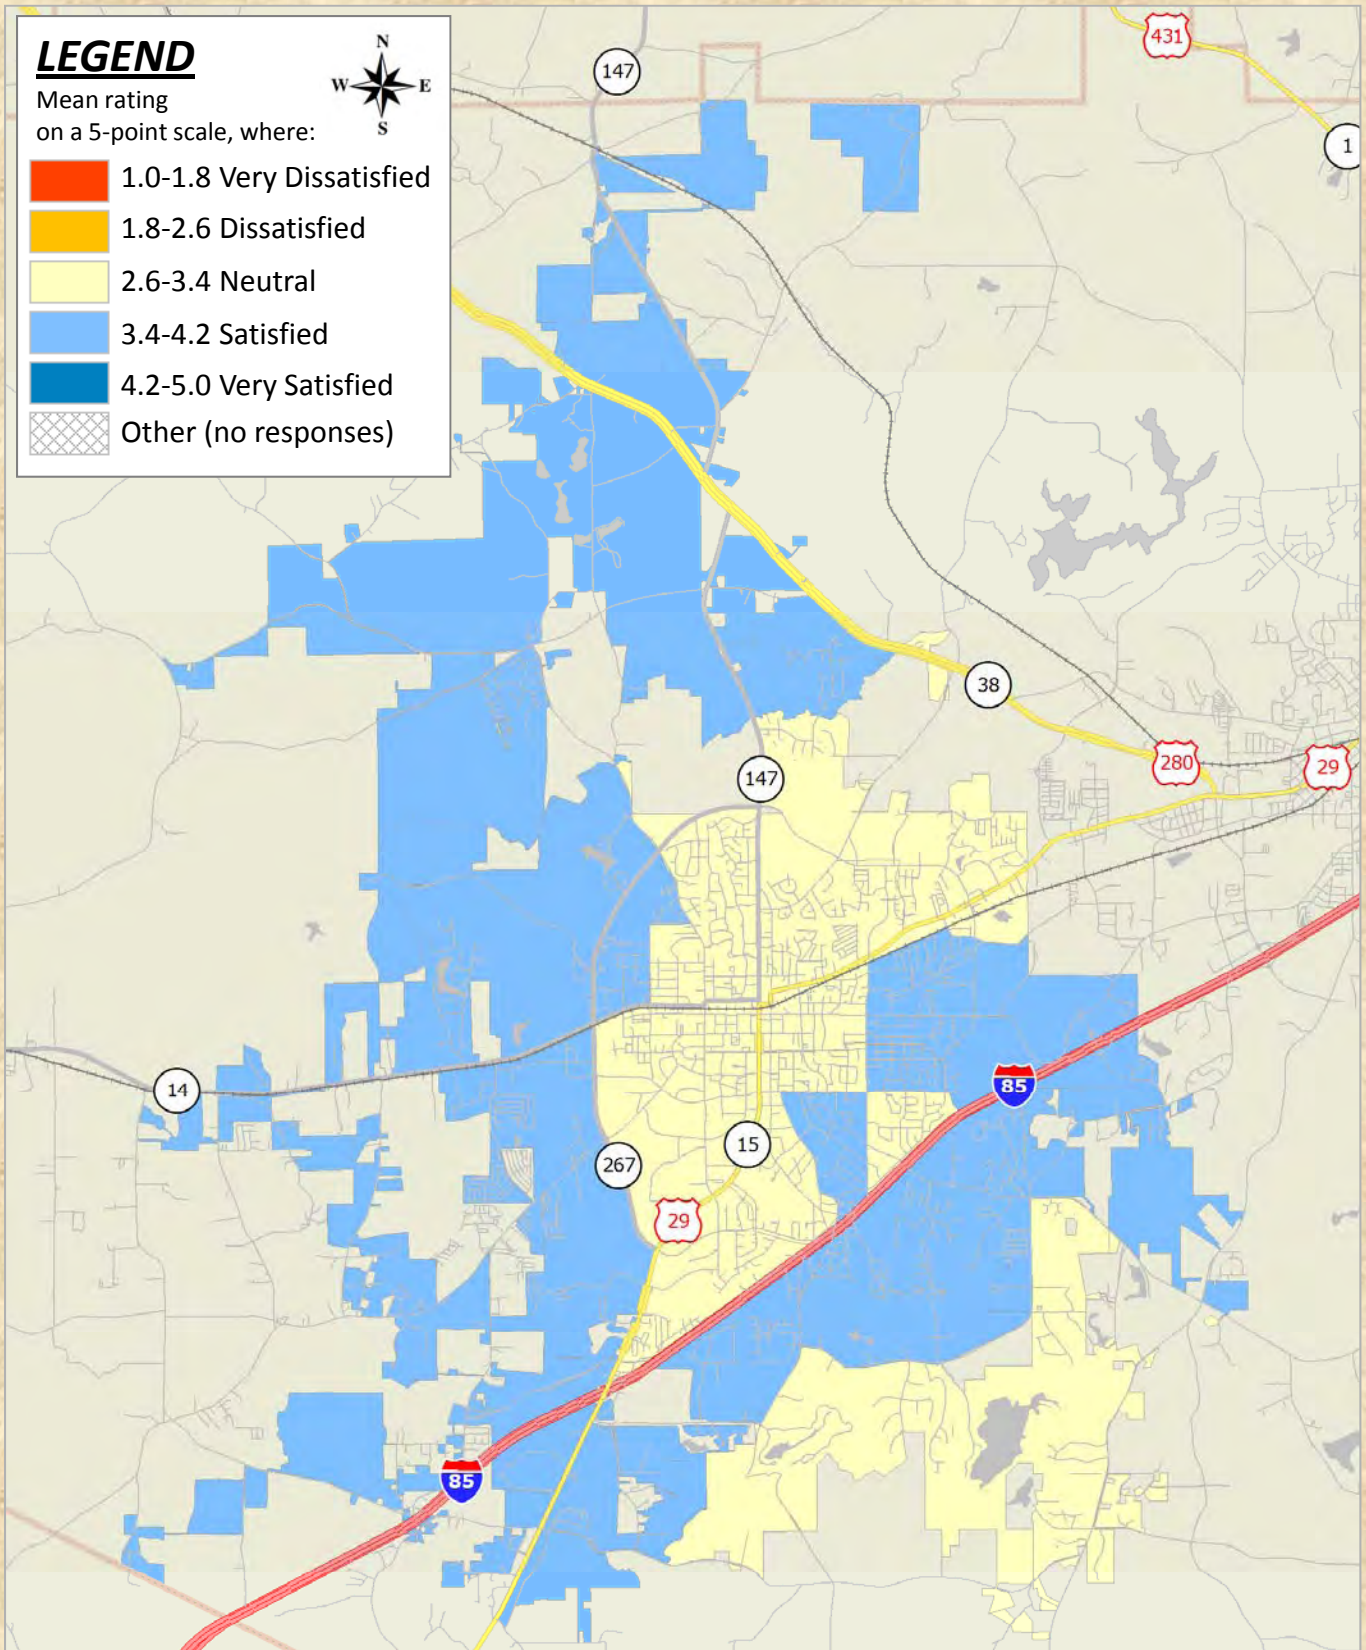 LEGEND
Mean rating
on a 5-point scale, where:
1.0-1.8 Very Dissatisfied
1.8-2.6 Dissatisfied
2.6-3.4 Neutral
3.4-4.2 Satisfied
4.2-5.0 Very Satisfied
Other (no responses)
N
W
E
S
147
431
1
38
147
280
29
14
85
15
267
29
85